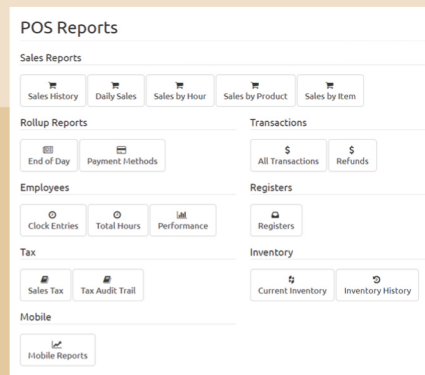 POS Reports
Sales Reports
Sales History Daily Sales Sales by Hour Sales by Product Sales by Item
Rollup Reports Transactions
End of Day Payment Methods All Transactions Refunds
Employees Registers
Clock Entries Total Hours Performance Registers
Tax Inventory
Sales Tax Tax Audit Trail Current Inventory Inventory History
Mobile
Mobile Reports